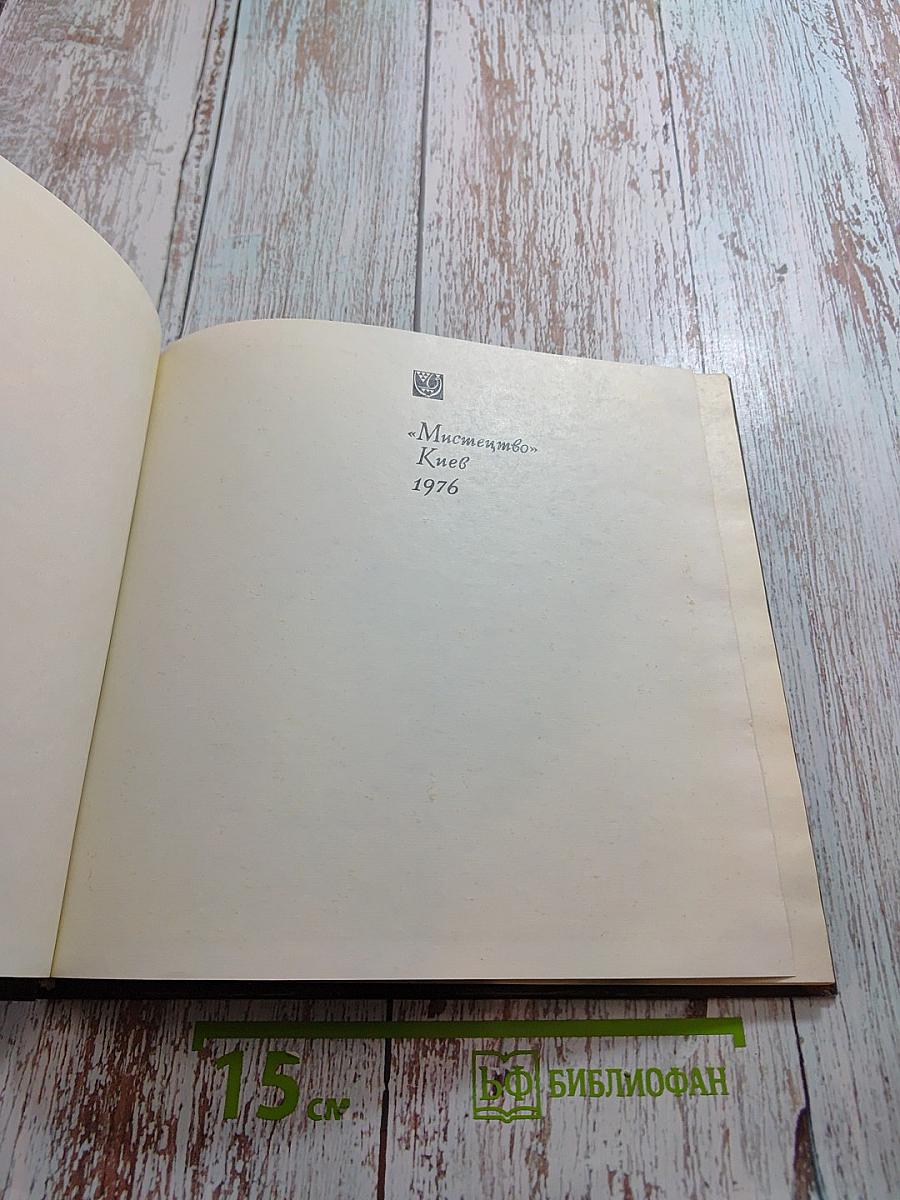 «Мистецтво»
Киев
1976
15 см
БФ БИБЛИОФАН